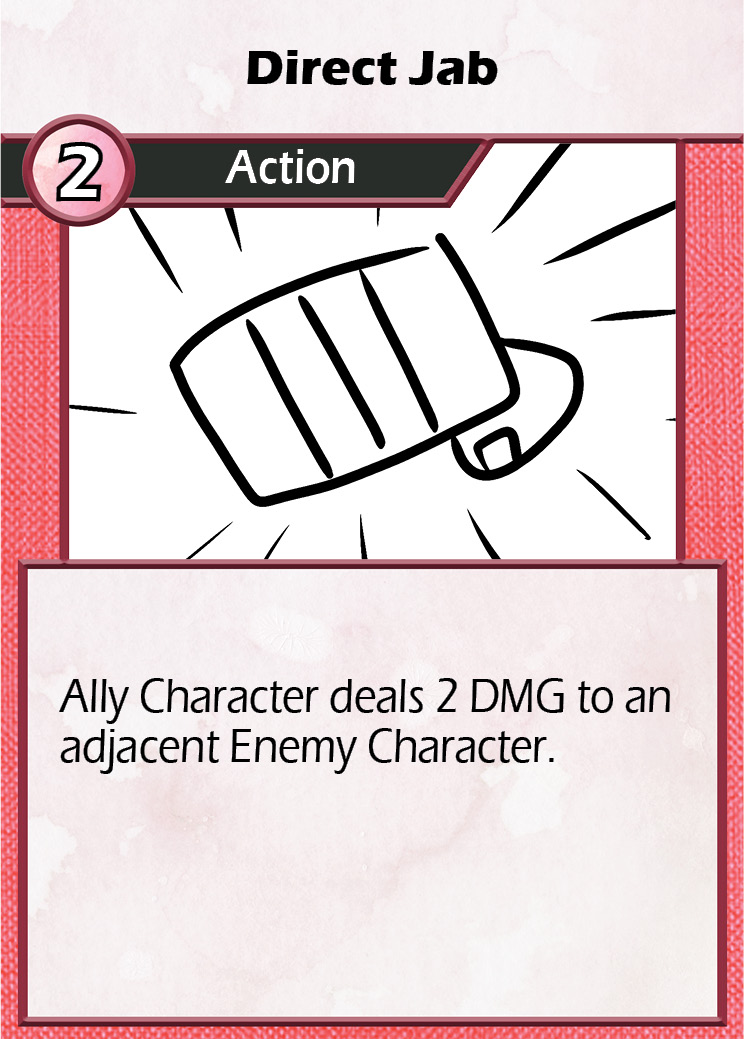 Direct Jab
2
Action
Ally Character deals 2 DMG to an
adjacent Enemy Character.